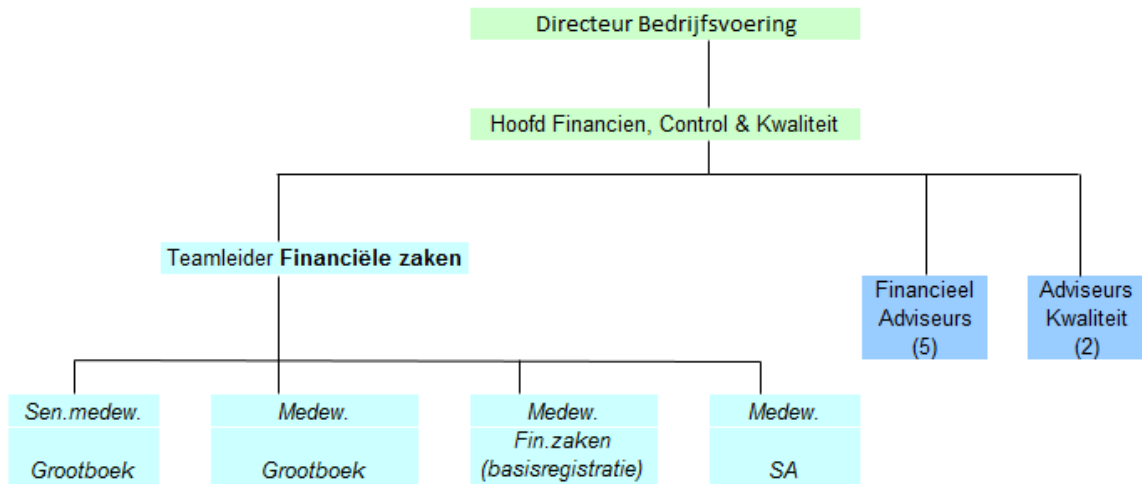 Directeur Bedrijfsvoering
Hoofd Financien, Control & Kwaliteit
Teamleider Financiële zaken
Financieel
Adviseurs
(5)
Adviseurs
Kwaliteit
(2)
Sen.medew.
Grootboek
Medew.
Grootboek
Medew.
Fin.zaken
(basisregistratie)
Medew.
SA